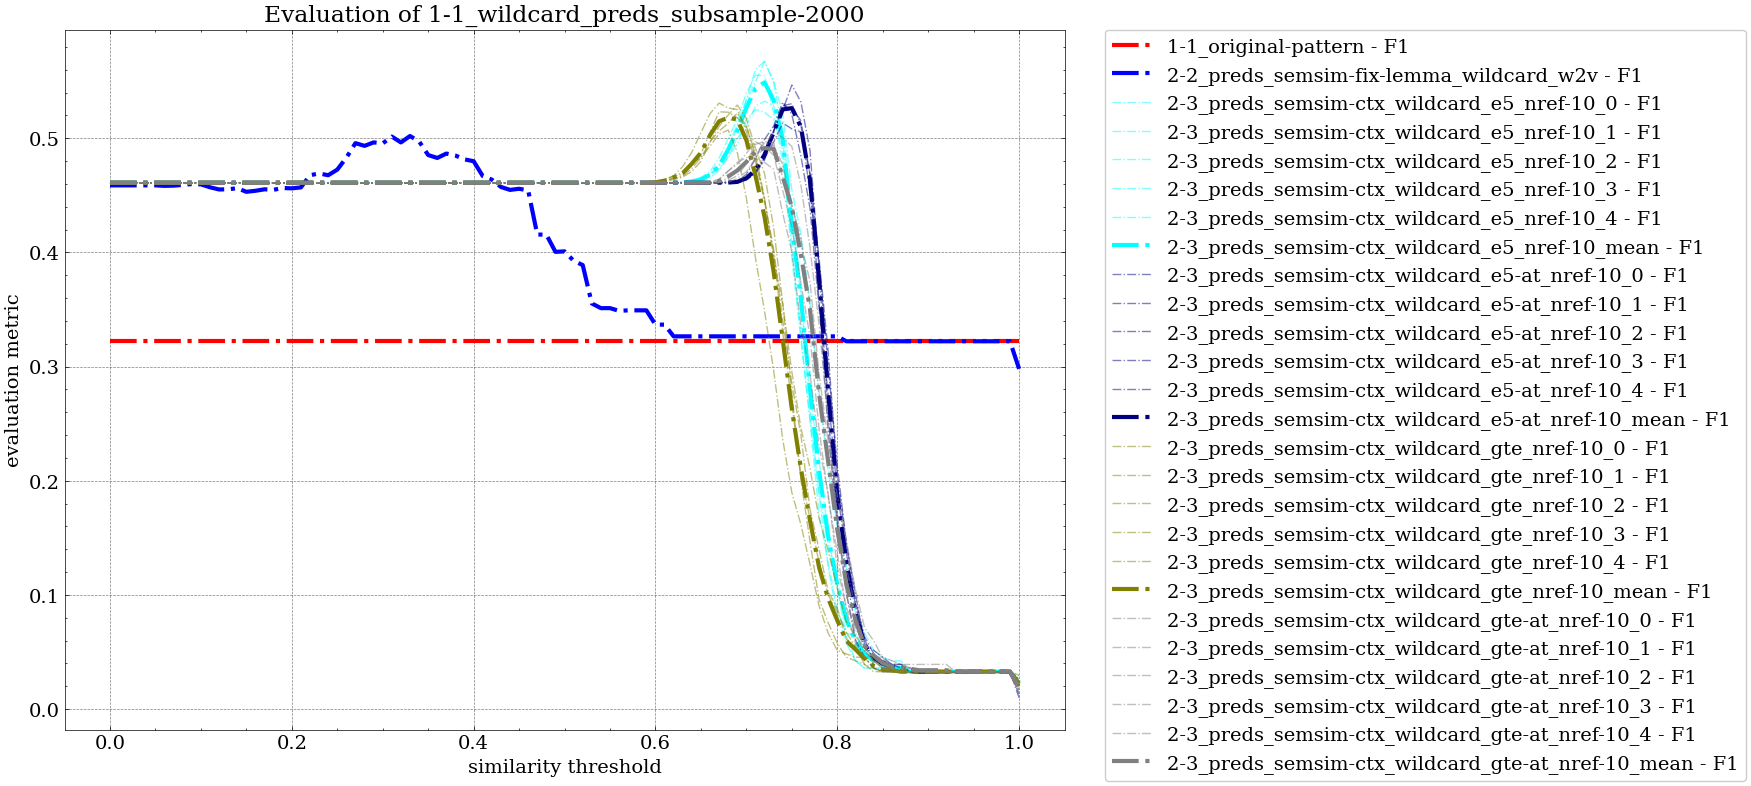 Evaluation of 1-1_wildcard_preds_subsample-2000
evaluation metric
0.5
0.4
0.3
0.2
0.1
0.0
0.0 0.2 0.4 0.6 0.8 1.0
similarity threshold
1-1_original-pattern - F1
2-2_preds_semsim-fix-lemma_wildcard_w2v - F1
2-3_preds_semsim-ctx_wildcard_e5_nref-10_0 - F1
2-3_preds_semsim-ctx_wildcard_e5_nref-10_1 - F1
2-3_preds_semsim-ctx_wildcard_e5_nref-10_2 - F1
2-3_preds_semsim-ctx_wildcard_e5_nref-10_3 - F1
2-3_preds_semsim-ctx_wildcard_e5_nref-10_4 - F1
2-3_preds_semsim-ctx_wildcard_e5_nref-10_mean - F1
2-3_preds_semsim-ctx_wildcard_e5-at_nref-10_0 - F1
2-3_preds_semsim-ctx_wildcard_e5-at_nref-10_1 - F1
2-3_preds_semsim-ctx_wildcard_e5-at_nref-10_2 - F1
2-3_preds_semsim-ctx_wildcard_e5-at_nref-10_3 - F1
2-3_preds_semsim-ctx_wildcard_e5-at_nref-10_4 - F1
2-3_preds_semsim-ctx_wildcard_e5-at_nref-10_mean - F1
2-3_preds_semsim-ctx_wildcard_gte_nref-10_0 - F1
2-3_preds_semsim-ctx_wildcard_gte_nref-10_1 - F1
2-3_preds_semsim-ctx_wildcard_gte_nref-10_2 - F1
2-3_preds_semsim-ctx_wildcard_gte_nref-10_3 - F1
2-3_preds_semsim-ctx_wildcard_gte_nref-10_4 - F1
2-3_preds_semsim-ctx_wildcard_gte_nref-10_mean - F1
2-3_preds_semsim-ctx_wildcard_gte-at_nref-10_0 - F1
2-3_preds_semsim-ctx_wildcard_gte-at_nref-10_1 - F1
2-3_preds_semsim-ctx_wildcard_gte-at_nref-10_2 - F1
2-3_preds_semsim-ctx_wildcard_gte-at_nref-10_3 - F1
2-3_preds_semsim-ctx_wildcard_gte-at_nref-10_4 - F1
2-3_preds_semsim-ctx_wildcard_gte-at_nref-10_mean - F1